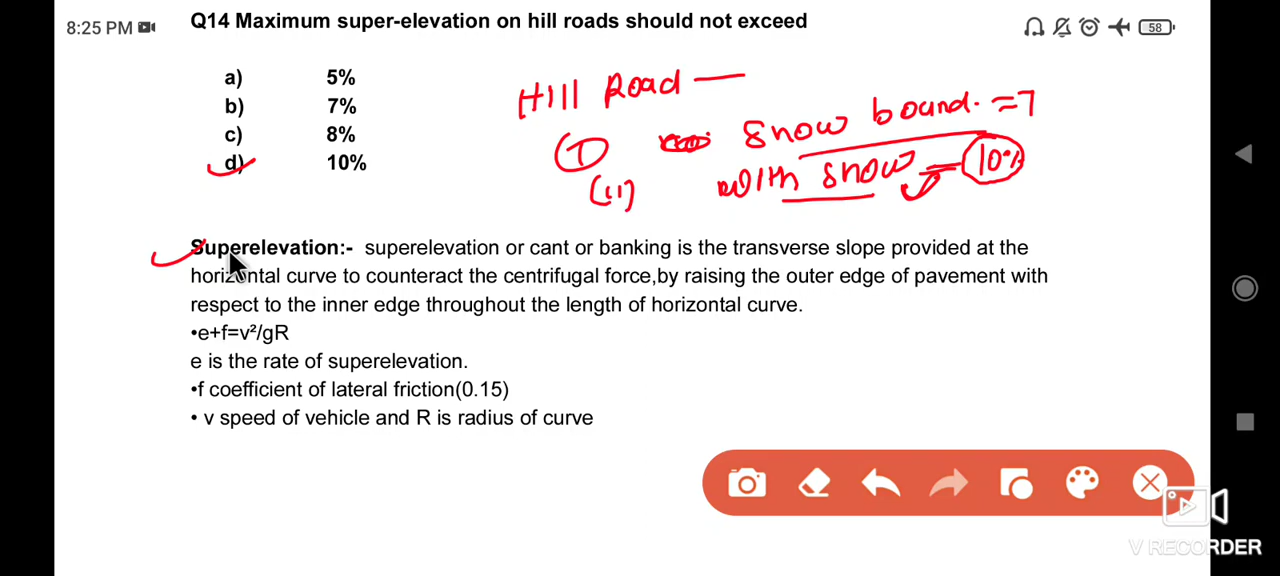 8:25 PM
58
Q14 Maximum super-elevation on hill roads should not exceed
a) 5%
b) 7%
c) 8%
d) 10%
Hill Road —
(I) snow bound. =7
(ii) with snow = 10%
Superelevation:- superelevation or cant or banking is the transverse slope provided at the
horizontal curve to counteract the centrifugal force,by raising the outer edge of pavement with
respect to the inner edge throughout the length of horizontal curve.
•e+f=v²/gR
e is the rate of superelevation.
•f coefficient of lateral friction(0.15)
• v speed of vehicle and R is radius of curve
V RECORDER